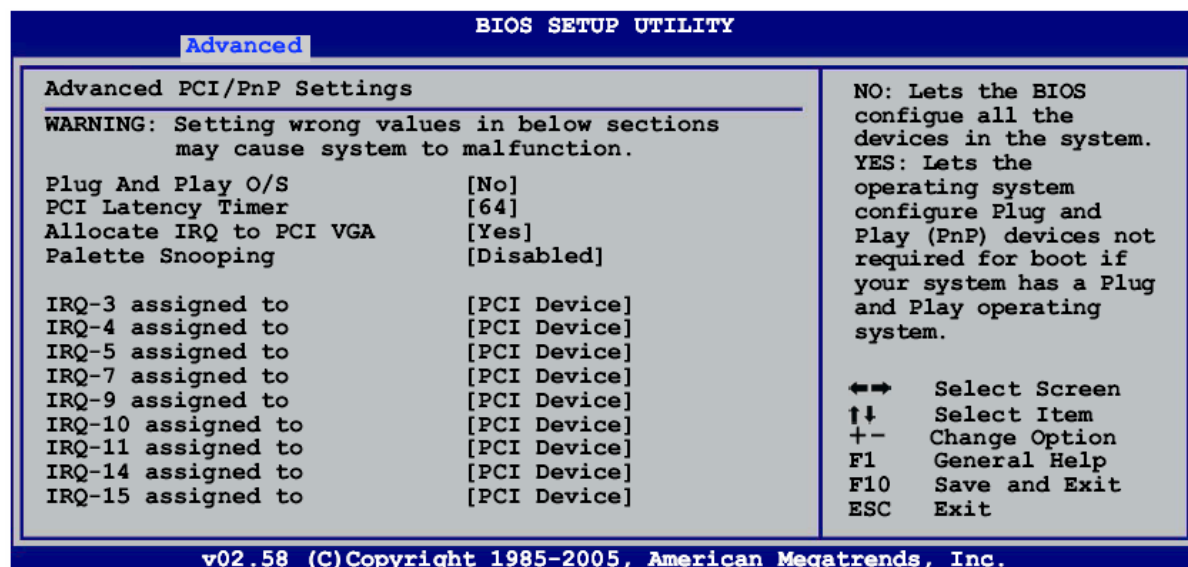 BIOS SETUP UTILITY
Advanced
Advanced PCI/PnP Settings
WARNING: Setting wrong values in below sections
may cause system to malfunction.
Plug And Play O/S [No]
PCI Latency Timer [64]
Allocate IRQ to PCI VGA [Yes]
Palette Snooping [Disabled]
IRQ-3 assigned to [PCI Device]
IRQ-4 assigned to [PCI Device]
IRQ-5 assigned to [PCI Device]
IRQ-7 assigned to [PCI Device]
IRQ-9 assigned to [PCI Device]
IRQ-10 assigned to [PCI Device]
IRQ-11 assigned to [PCI Device]
IRQ-14 assigned to [PCI Device]
IRQ-15 assigned to [PCI Device]
NO: Lets the BIOS
configue all the
devices in the system.
YES: Lets the
operating system
configure Plug and
Play (PnP) devices not
required for boot if
your system has a Plug
and Play operating
system.
←→ Select Screen
↑↓ Select Item
+- Change Option
F1 General Help
F10 Save and Exit
ESC Exit
v02.58 (C)Copyright 1985-2005, American Megatrends, Inc.